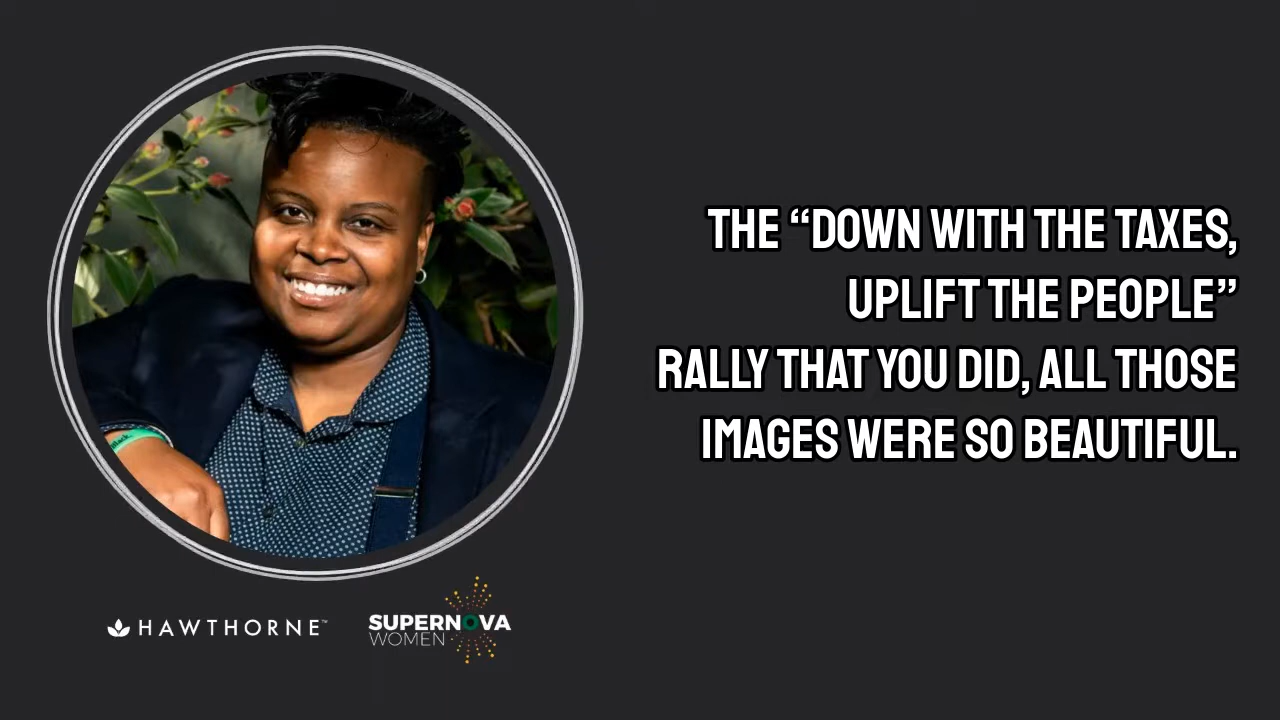 THE “DOWN WITH THE TAXES,
UPLIFT THE PEOPLE”
RALLY THAT YOU DID, ALL THOSE
IMAGES WERE SO BEAUTIFUL.
HAWTHORNE™
SUPERNOVA
WOMEN